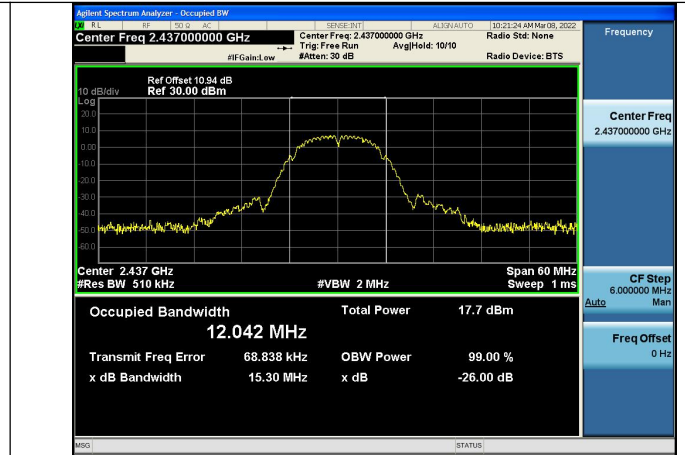 Agilent Spectrum Analyzer - Occupied BW
RL RF 50 Ω AC SENSE:INT ALIGN AUTO 10:21:24 AM Mar 08, 2022
Center Freq 2.437000000 GHz
Center Freq: 2.437000000 GHz
Radio Std: None
Trig: Free Run Avg|Hold: 10/10
#IFGain:Low #Atten: 30 dB Radio Device: BTS
Frequency
Ref Offset 10.94 dB
10 dB/div Ref 30.00 dBm
Log
20.0
10.0
0.00
-10.0
-20.0
-30.0
-40.0
-50.0
-60.0
Center Freq
2.437000000 GHz
Center 2.437 GHz Span 60 MHz
#Res BW 510 kHz #VBW 2 MHz Sweep 1 ms
CF Step
6.000000 MHz
Auto Man
Occupied Bandwidth Total Power 17.7 dBm
12.042 MHz
Transmit Freq Error 68.838 kHz OBW Power 99.00 %
x dB Bandwidth 15.30 MHz x dB -26.00 dB
Freq Offset
0 Hz
MSG STATUS